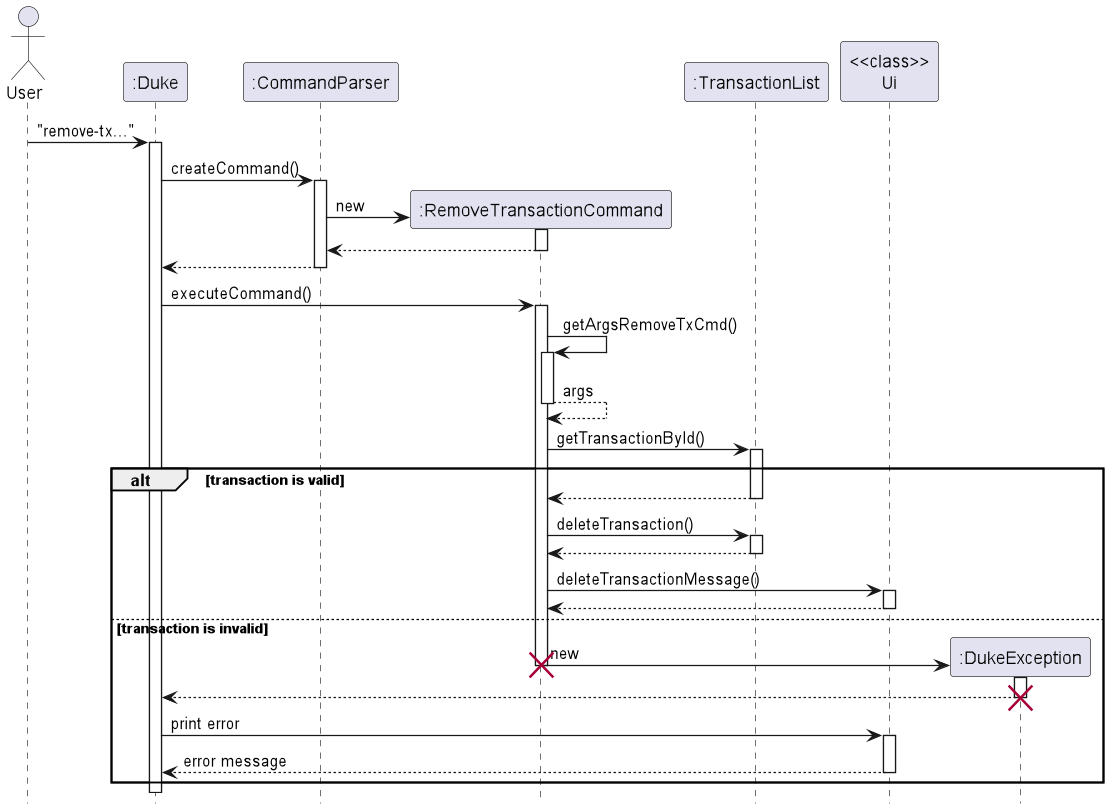 User
:Duke
:CommandParser
:TransactionList
<<class>>
Ui
"remove-tx..."
createCommand()
new
:RemoveTransactionCommand
executeCommand()
getArgsRemoveTxCmd()
args
getTransactionById()
alt
[transaction is valid]
deleteTransaction()
deleteTransactionMessage()
[transaction is invalid]
new
:DukeException
print error
error message